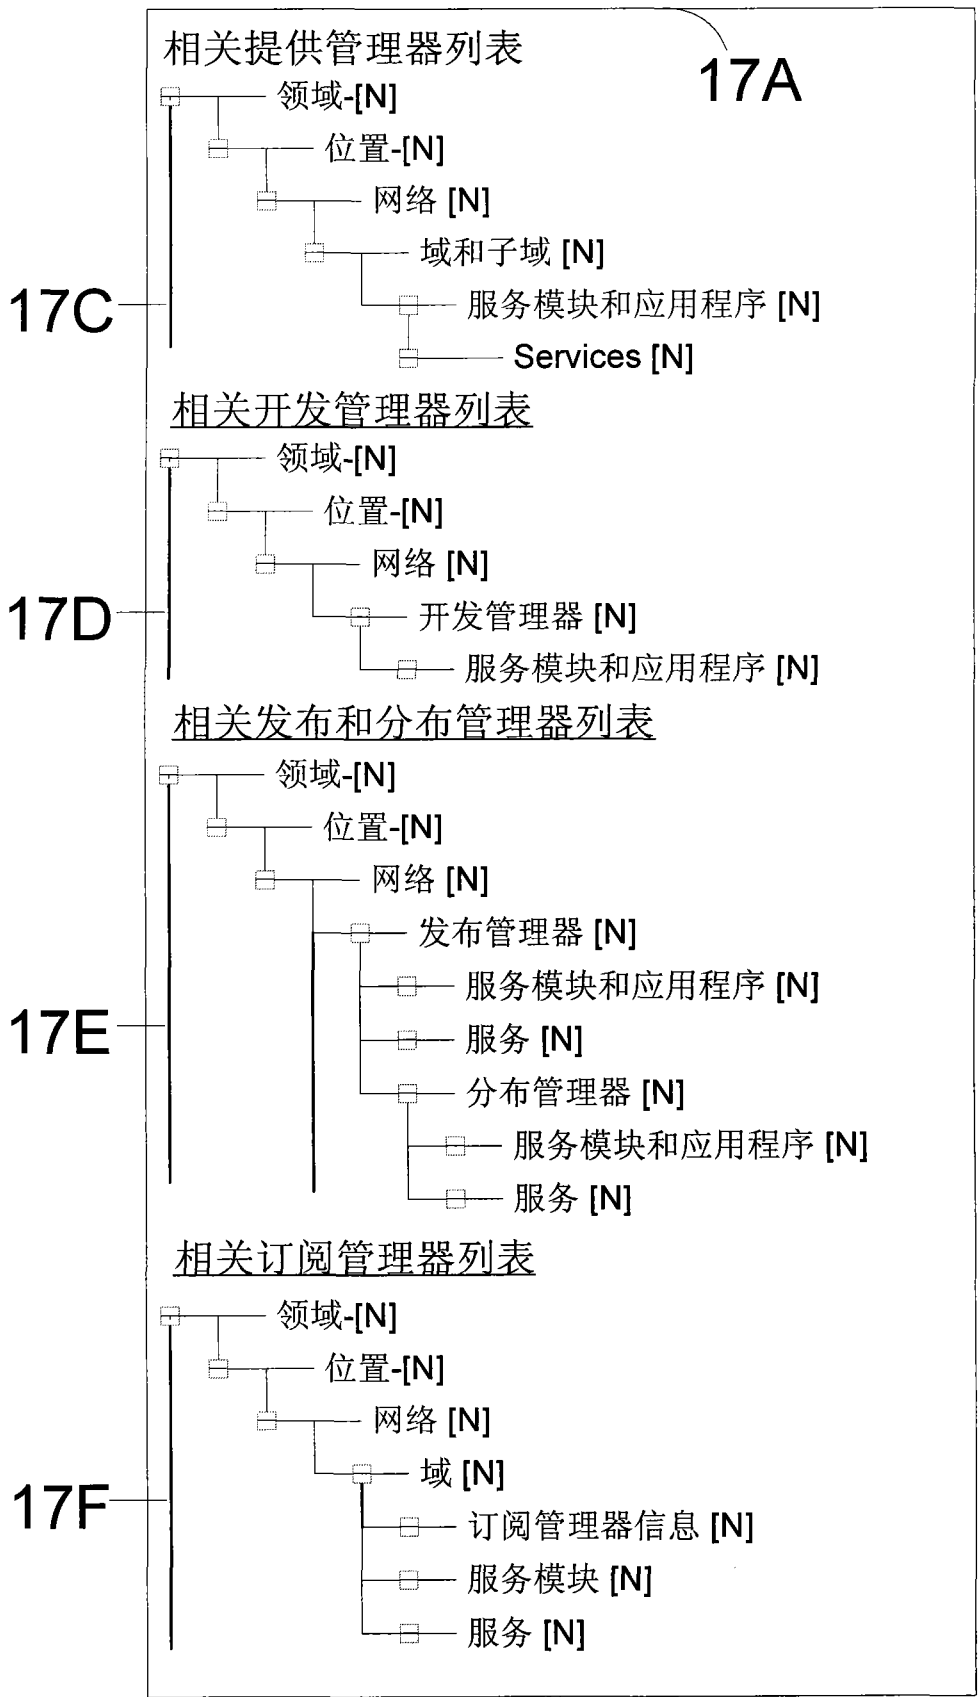 相关提供管理器列表
17A
领域-[N]
位置-[N]
网络 [N]
域和子域 [N]
17C
服务模块和应用程序 [N]
Services [N]
相关开发管理器列表
领域-[N]
位置-[N]
网络 [N]
17D
开发管理器 [N]
服务模块和应用程序 [N]
相关发布和分布管理器列表
领域-[N]
位置-[N]
网络 [N]
发布管理器 [N]
服务模块和应用程序 [N]
17E
服务 [N]
分布管理器 [N]
服务模块和应用程序 [N]
服务 [N]
相关订阅管理器列表
领域-[N]
位置-[N]
网络 [N]
域 [N]
17F
订阅管理器信息 [N]
服务模块 [N]
服务 [N]